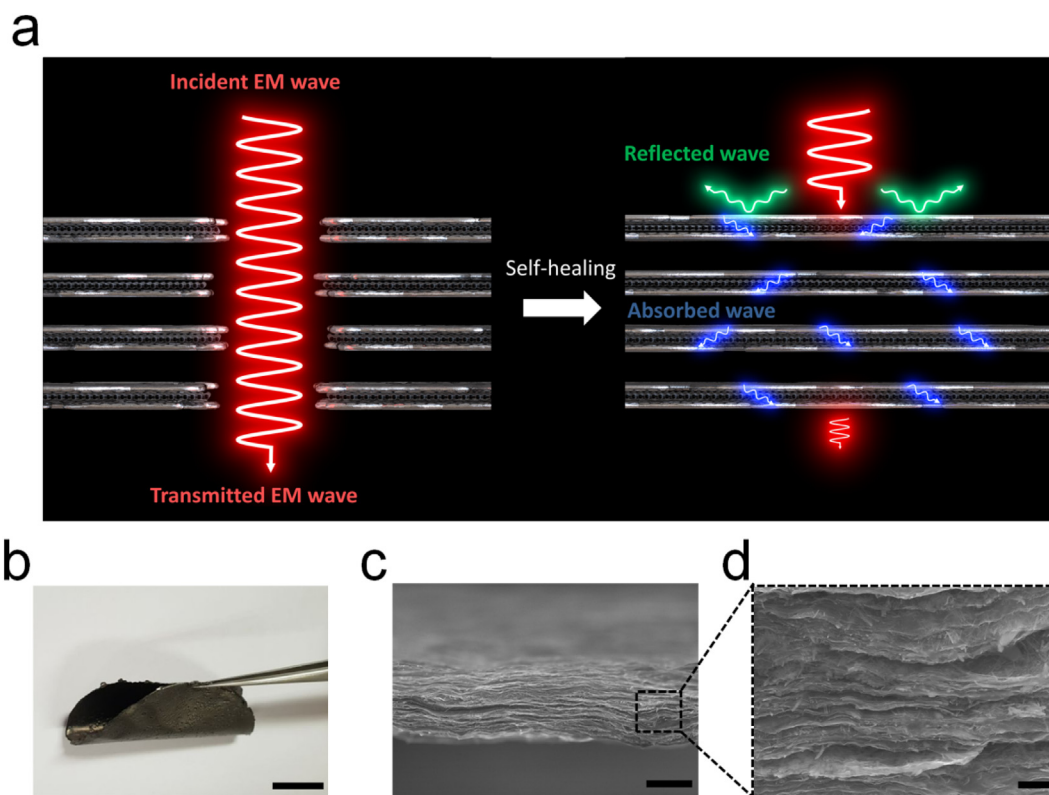 a
Incident EM wave
Reflected wave
Self-healing
Absorbed wave
Transmitted EM wave
b
c
d